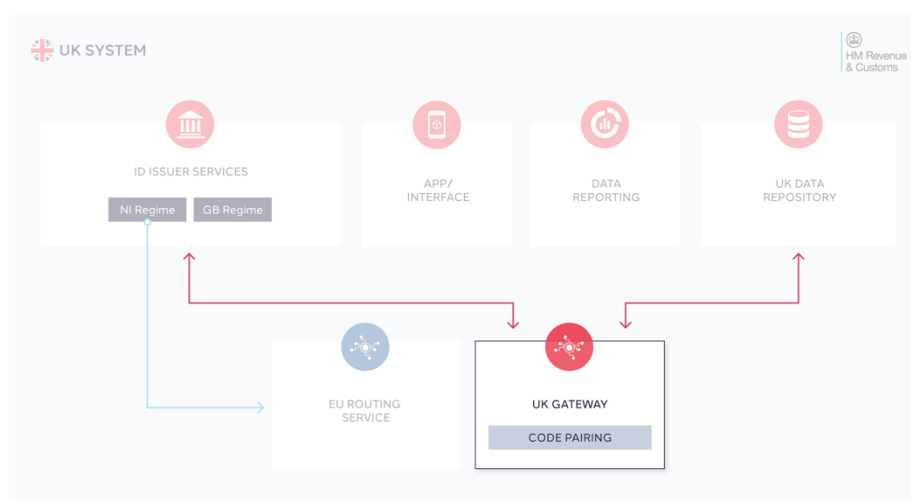 UK SYSTEM
HM Revenue
& Customs
ID ISSUER SERVICES
NI Regime
GB Regime
APP/
INTERFACE
DATA
REPORTING
UK DATA
REPOSITORY
EU ROUTING
SERVICE
UK GATEWAY
CODE PAIRING